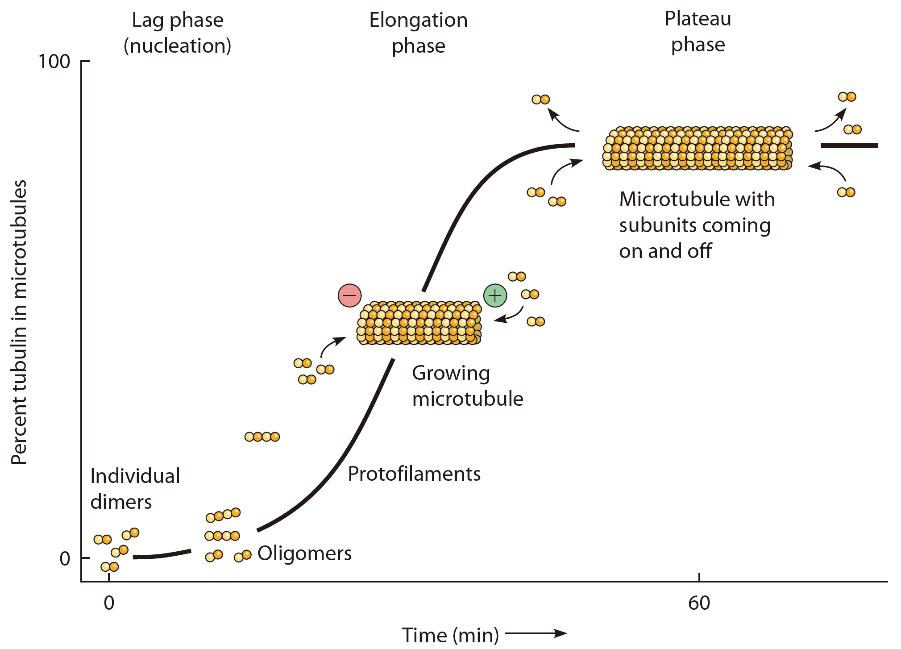 Lag phase
(nucleation)
Elongation
phase
Plateau
phase
100
Percent tubulin in microtubules
Microtubule with
subunits coming
on and off
−
+
Growing
microtubule
Protofilaments
Individual
dimers
Oligomers
0
0
60
Time (min)